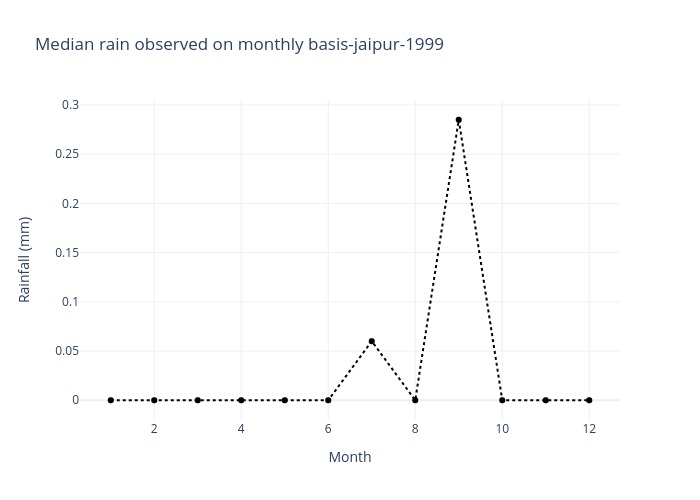 Median rain observed on monthly basis-jaipur-1999
0.3
0.25
0.2
0.15
0.1
0.05
0
Rainfall (mm)
2 4 6 8 10 12
Month